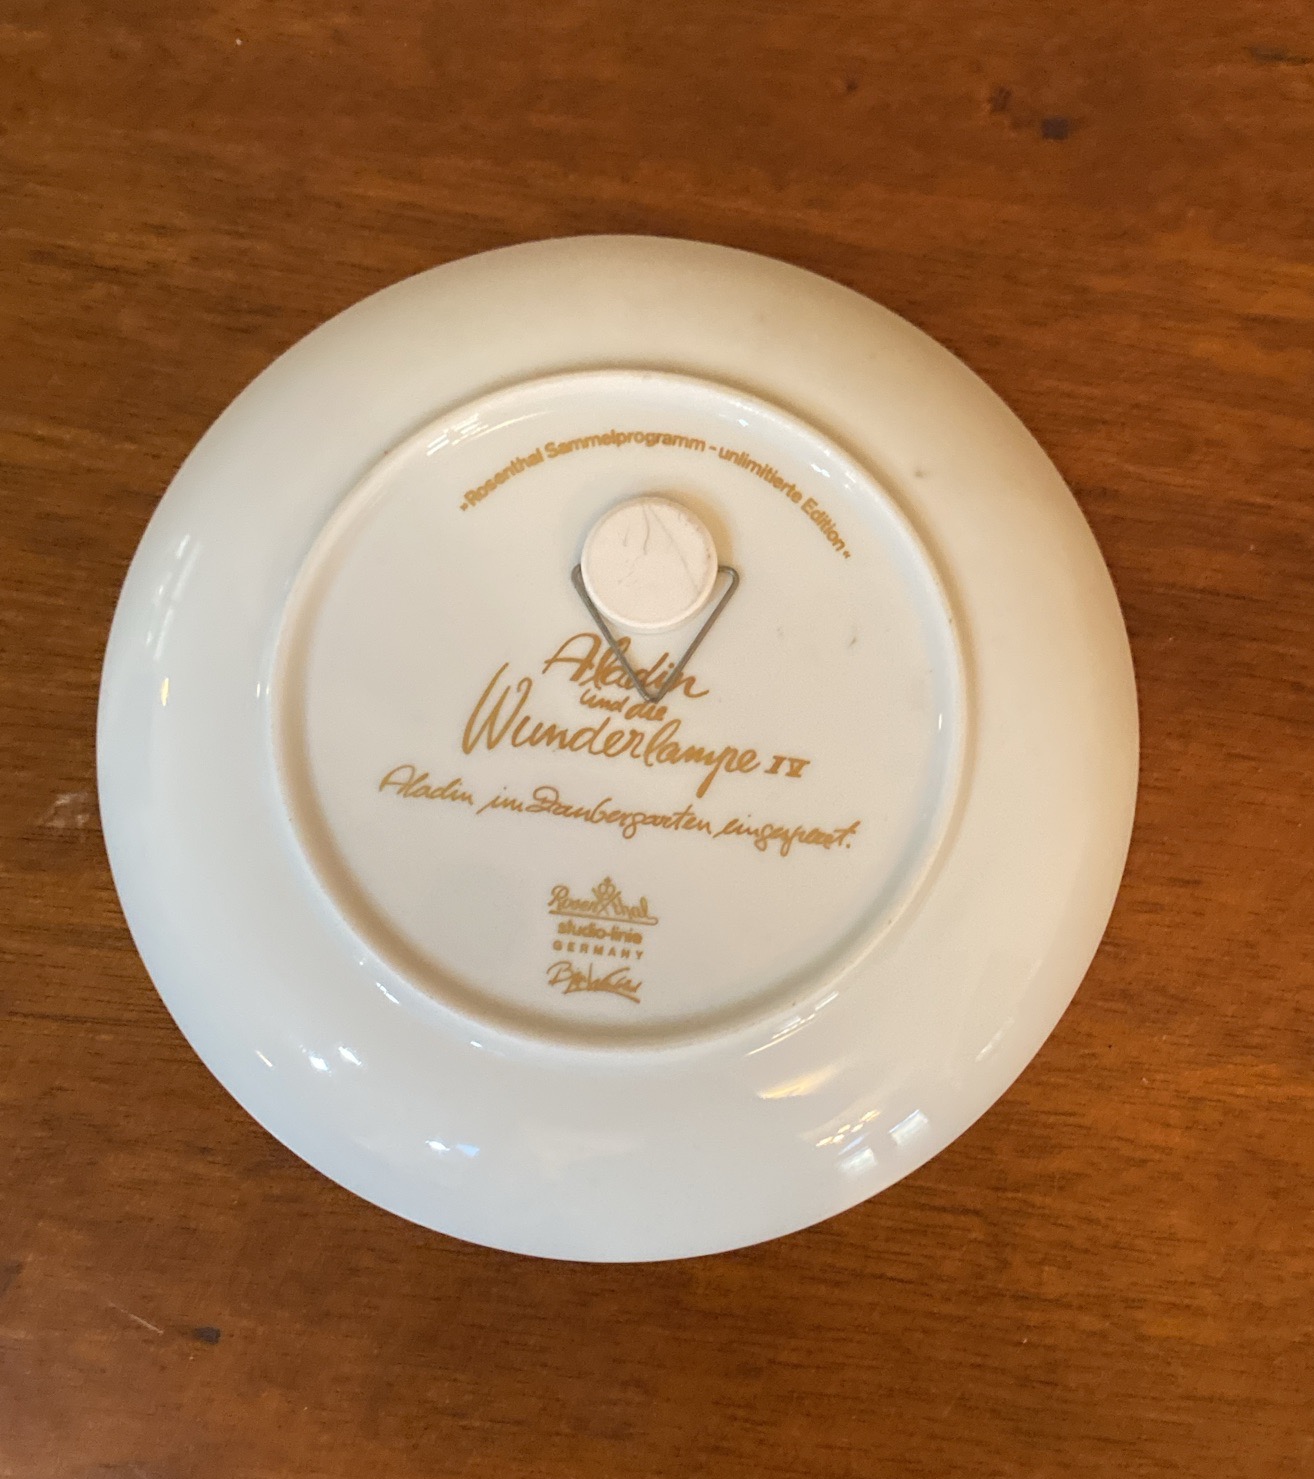 »Rosenthal Sammelprogramm - unlimitierte Edition«
Aladin
und die
Wunderlampe IV
Aladin im Zaubergarten eingesperrt.
Rosenthal
studio-linie
GERMANY